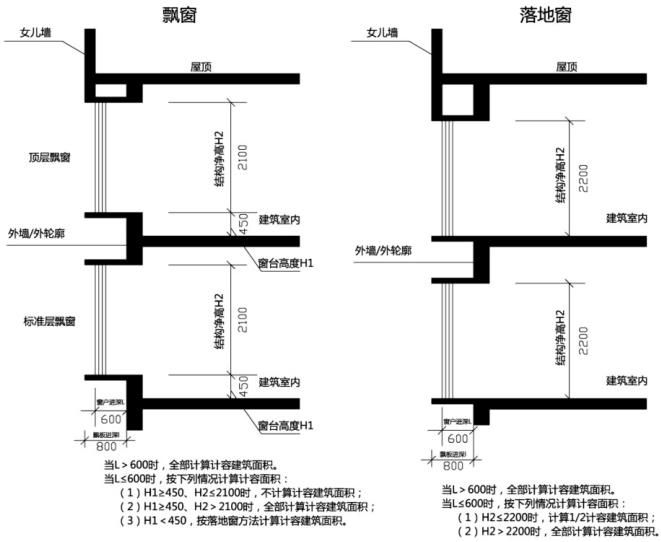 飘窗
女儿墙
屋顶
顶层飘窗
结构净高H2
2100
450
建筑室内
外墙/外轮廓
窗台高度H1
标准层飘窗
结构净高H2
2100
450
建筑室内
窗台高度H1
窗户进深L
600
飘板进深I
800
当L>600时，全部计算计容建筑面积。
当L≤600时，按下列情况计算计容面积：
（1）H1≥450、H2≤2100时，不计算计容建筑面积；
（2）H1≥450、H2>2100时，全部计算计容建筑面积；
（3）H1<450，按落地窗方法计算计容建筑面积。
落地窗
女儿墙
屋顶
结构净高H2
2200
建筑室内
外墙/外轮廓
结构净高H2
2200
建筑室内
窗户进深L
600
飘板进深I
800
当L>600时，全部计算计容建筑面积。
当L≤600时，按下列情况计算计容面积：
（1）H2≤2200时，计算1/2计容建筑面积；
（2）H2>2200时，全部计算计容建筑面积。